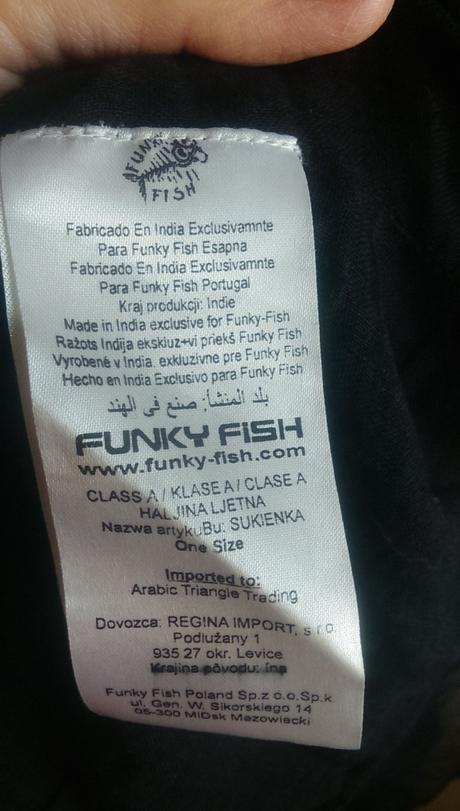 FUNKY
FISH
Fabricado En India Exclusivamnte
Para Funky Fish Esapna
Fabricado En India Exclusivamnte
Para Funky Fish Portugal
Kraj produkcji: Indie
Made in India exclusive for Funky-Fish
Ražots Indija ekskluz+vi priekš Funky Fish
Vyrobené v India, exkluzivne pre Funky Fish
Hecho en India Exclusivo para Funky Fish
بلد المنشأ: صنع فى الهند
FUNKY FISH
www.funky-fish.com
CLASS A / KLASE A / CLASE A
HALJINA LJETNA
Nazwa artykuBu: SUKIENKA
One Size
Imported to:
Arabic Triangle Trading
Dovozca: REGINA IMPORT, s r o.
Podlužany 1
935 27 okr. Levice
Krajina pôvodu: ína
Funky Fish Poland Sp.z o.o.Sp.k
ul. Gen. W. Sikorskiego 14
05-300 MiDsk Mazowiacki